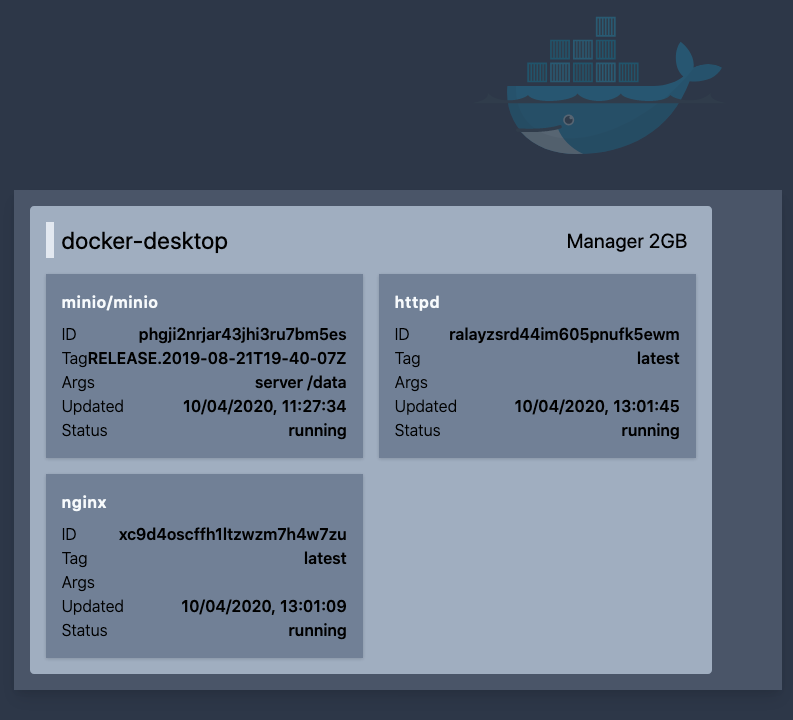 docker-desktop Manager 2GB
minio/minio
ID phgji2nrjar43jhi3ru7bm5es
Tag RELEASE.2019-08-21T19-40-07Z
Args server /data
Updated 10/04/2020, 11:27:34
Status running
httpd
ID ralayzsrd44im605pnufk5ewm
Tag latest
Args
Updated 10/04/2020, 13:01:45
Status running
nginx
ID xc9d4oscffh1ltzwzm7h4w7zu
Tag latest
Args
Updated 10/04/2020, 13:01:09
Status running